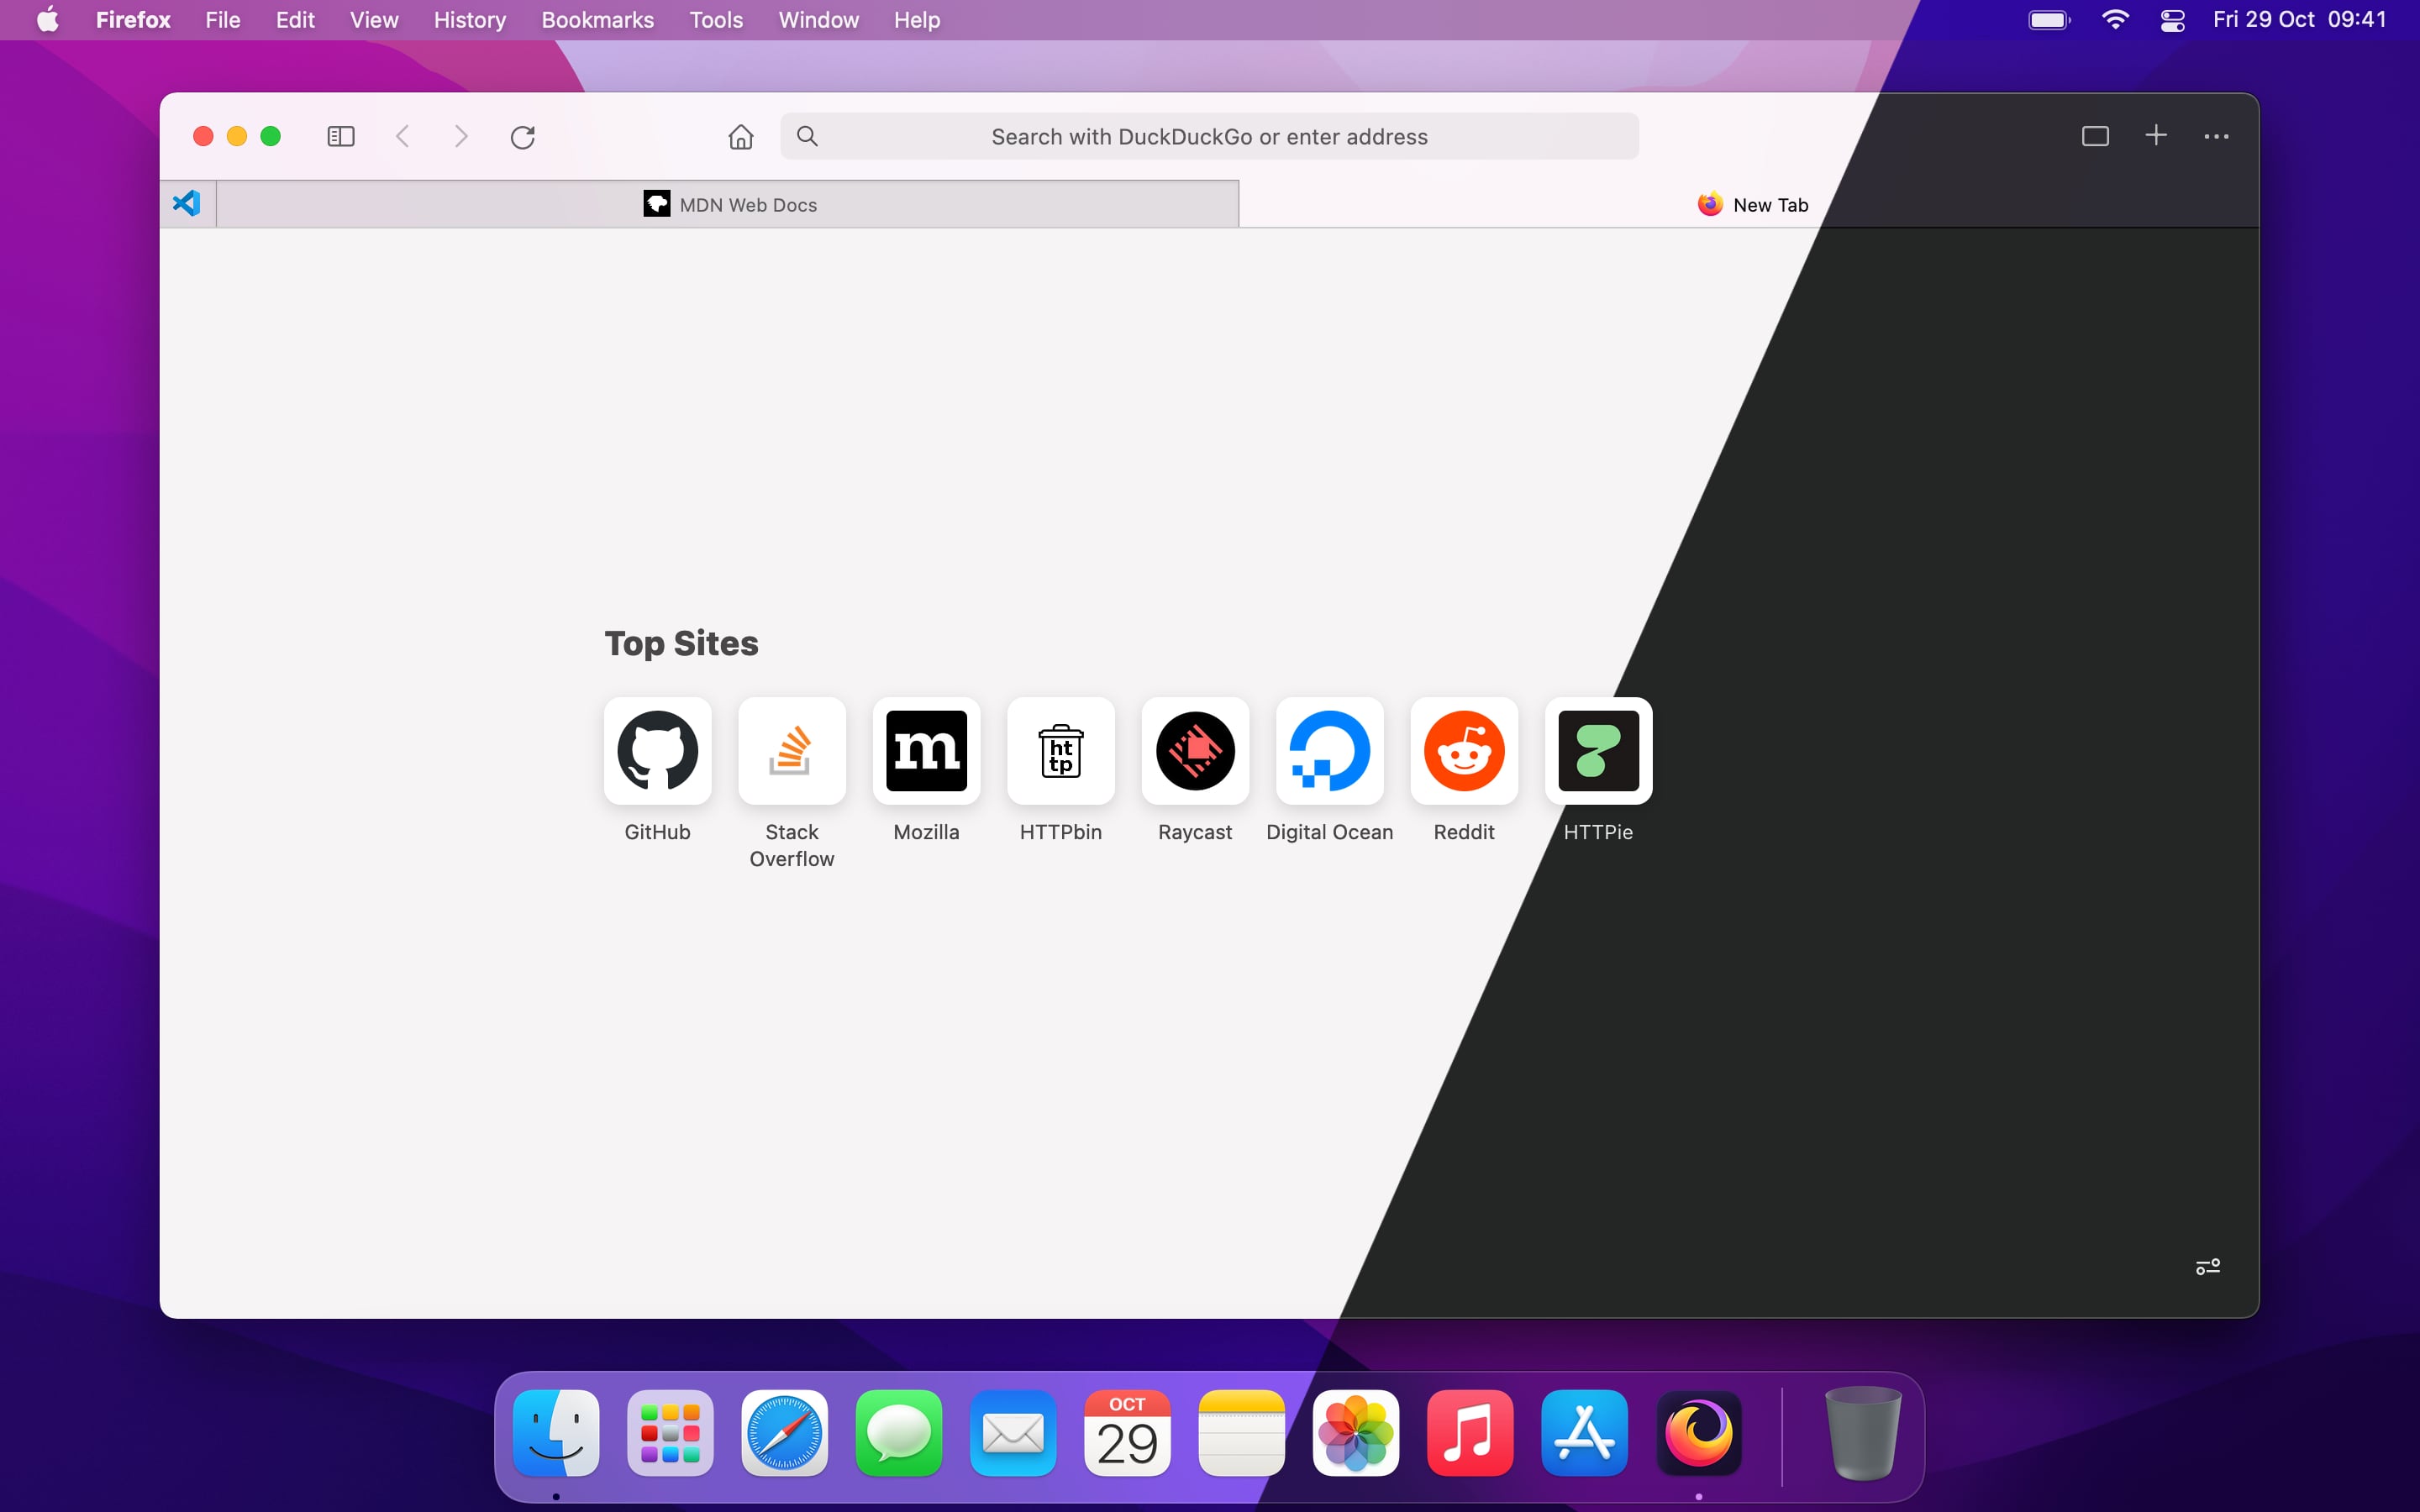 Firefox File Edit View History Bookmarks Tools Window Help Fri 29 Oct 09:41
Search with DuckDuckGo or enter address
MDN Web Docs New Tab
Top Sites
m
ht
tp
GitHub Stack Mozilla HTTPbin Raycast Digital Ocean Reddit HTTPie
Overflow
OCT
29